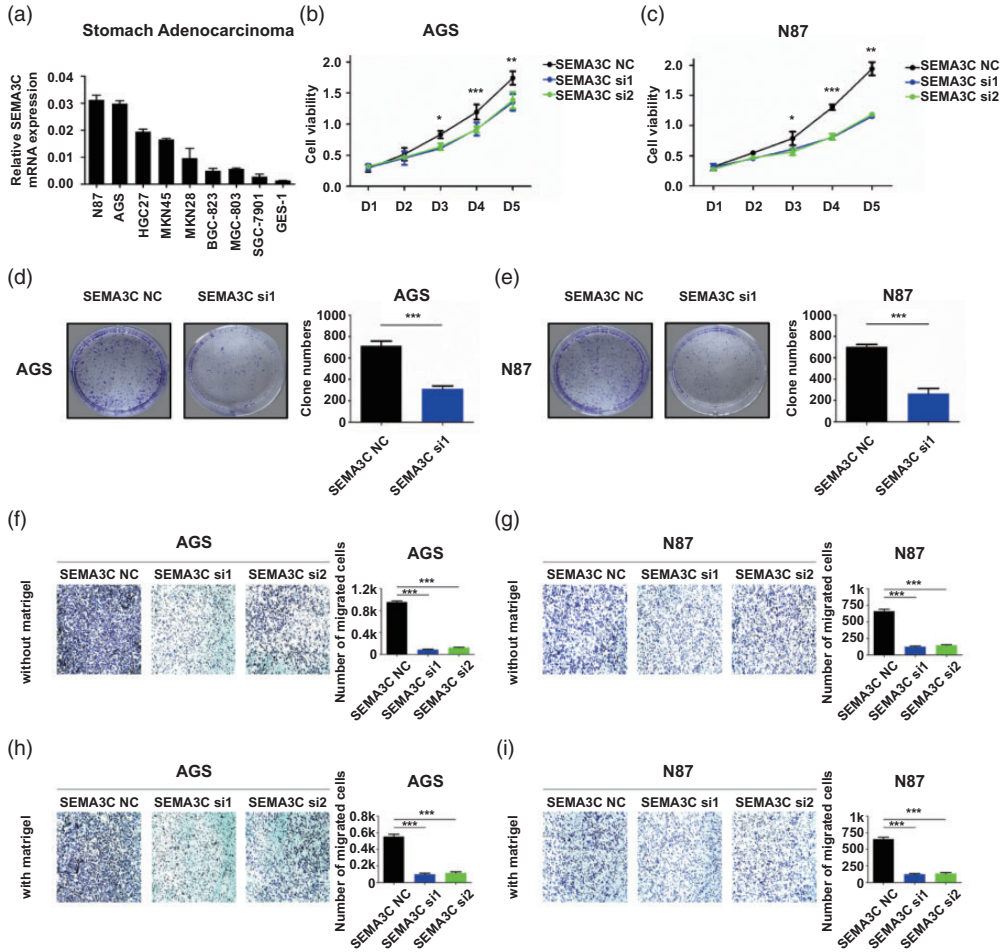 (a)
Stomach Adenocarcinoma
Relative SEMA3C
mRNA expression
0.04
0.03
0.02
0.01
0.00
N87
AGS
HGC27
MKN45
MKN28
BGC-823
MGC-803
SGC-7901
GES-1
(b)
AGS
Cell viability
2.0
1.5
1.0
0.5
0.0
D1 D2 D3 D4 D5
* *** **
SEMA3C NC
SEMA3C si1
SEMA3C si2
(c)
N87
Cell viability
2.0
1.5
1.0
0.5
0.0
D1 D2 D3 D4 D5
* *** **
SEMA3C NC
SEMA3C si1
SEMA3C si2
(d)
SEMA3C NC SEMA3C si1
AGS
AGS
Clone numbers
1000
800
600
400
200
0
***
SEMA3C NC
SEMA3C si1
(e)
SEMA3C NC SEMA3C si1
N87
N87
Clone numbers
1000
800
600
400
200
0
***
SEMA3C NC
SEMA3C si1
(f)
AGS
SEMA3C NC SEMA3C si1 SEMA3C si2
without matrigel
AGS
Number of migrated cells
1.2k
0.8k
0.4k
0
***
***
SEMA3C NC
SEMA3C si1
SEMA3C si2
(g)
N87
SEMA3C NC SEMA3C si1 SEMA3C si2
without matrigel
N87
Number of migrated cells
1k
750
500
250
0
***
***
SEMA3C NC
SEMA3C si1
SEMA3C si2
(h)
AGS
SEMA3C NC SEMA3C si1 SEMA3C si2
with matrigel
AGS
Number of migrated cells
0.8k
0.6k
0.4k
0.2k
0
***
***
SEMA3C NC
SEMA3C si1
SEMA3C si2
(i)
N87
SEMA3C NC SEMA3C si1 SEMA3C si2
with matrigel
N87
Number of migrated cells
1k
750
500
250
0
***
***
SEMA3C NC
SEMA3C si1
SEMA3C si2